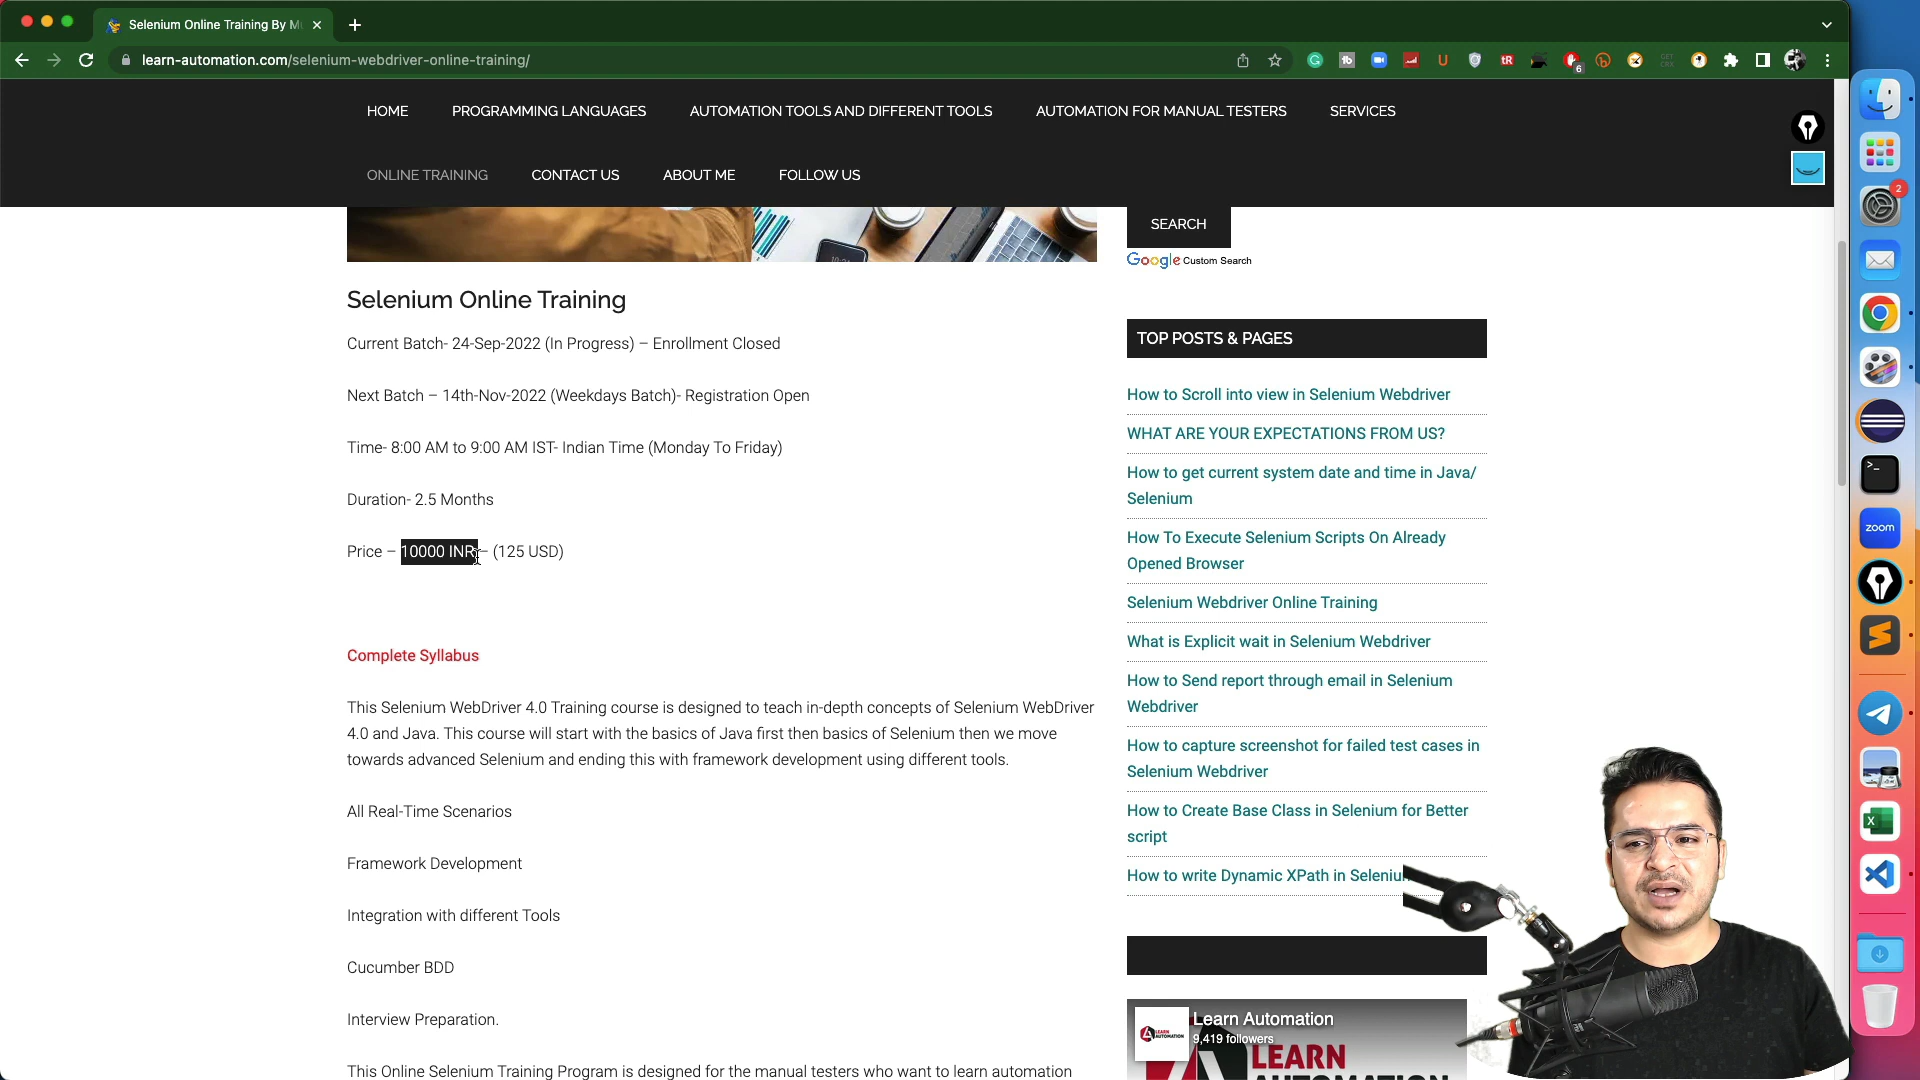 Selenium Online Training By M
learn-automation.com/selenium-webdriver-online-training/
HOME
PROGRAMMING LANGUAGES
AUTOMATION TOOLS AND DIFFERENT TOOLS
AUTOMATION FOR MANUAL TESTERS
SERVICES
ONLINE TRAINING
CONTACT US
ABOUT ME
FOLLOW US
SEARCH
Google Custom Search
Selenium Online Training
Current Batch- 24-Sep-2022 (In Progress) – Enrollment Closed
Next Batch – 14th-Nov-2022 (Weekdays Batch)- Registration Open
Time- 8:00 AM to 9:00 AM IST- Indian Time (Monday To Friday)
Duration- 2.5 Months
Price – 10000 INR – (125 USD)
Complete Syllabus
This Selenium WebDriver 4.0 Training course is designed to teach in-depth concepts of Selenium WebDriver
4.0 and Java. This course will start with the basics of Java first then basics of Selenium then we move
towards advanced Selenium and ending this with framework development using different tools.
All Real-Time Scenarios
Framework Development
Integration with different Tools
Cucumber BDD
Interview Preparation.
This Online Selenium Training Program is designed for the manual testers who want to learn automation
TOP POSTS & PAGES
How to Scroll into view in Selenium Webdriver
WHAT ARE YOUR EXPECTATIONS FROM US?
How to get current system date and time in Java/
Selenium
How To Execute Selenium Scripts On Already
Opened Browser
Selenium Webdriver Online Training
What is Explicit wait in Selenium Webdriver
How to Send report through email in Selenium
Webdriver
How to capture screenshot for failed test cases in
Selenium Webdriver
How to Create Base Class in Selenium for Better
script
How to write Dynamic XPath in Seleniu
Learn Automation
9,419 followers
LEARN
AUTOMATION
zoom
2
6